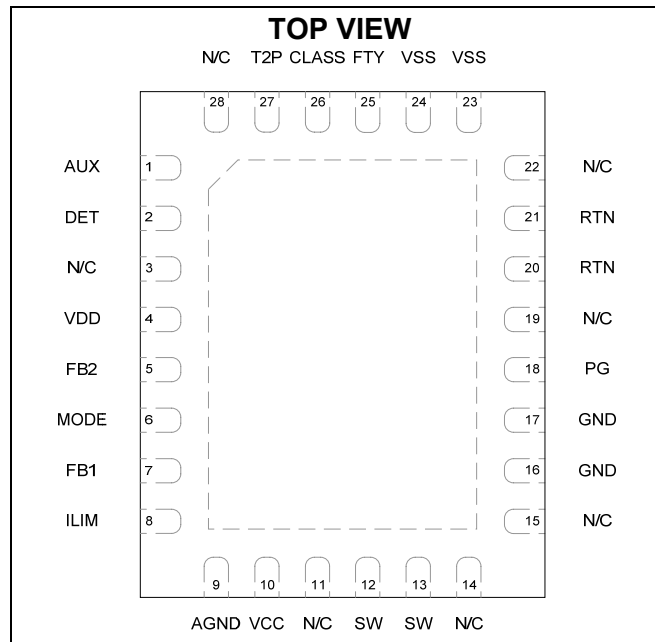 TOP VIEW
N/C T2P CLASS FTY VSS VSS
28 27 26 25 24 23
AUX 1 22 N/C
DET 2 21 RTN
N/C 3 20 RTN
VDD 4 19 N/C
FB2 5 18 PG
MODE 6 17 GND
FB1 7 16 GND
ILIM 8 15 N/C
9 10 11 12 13 14
AGND VCC N/C SW SW N/C